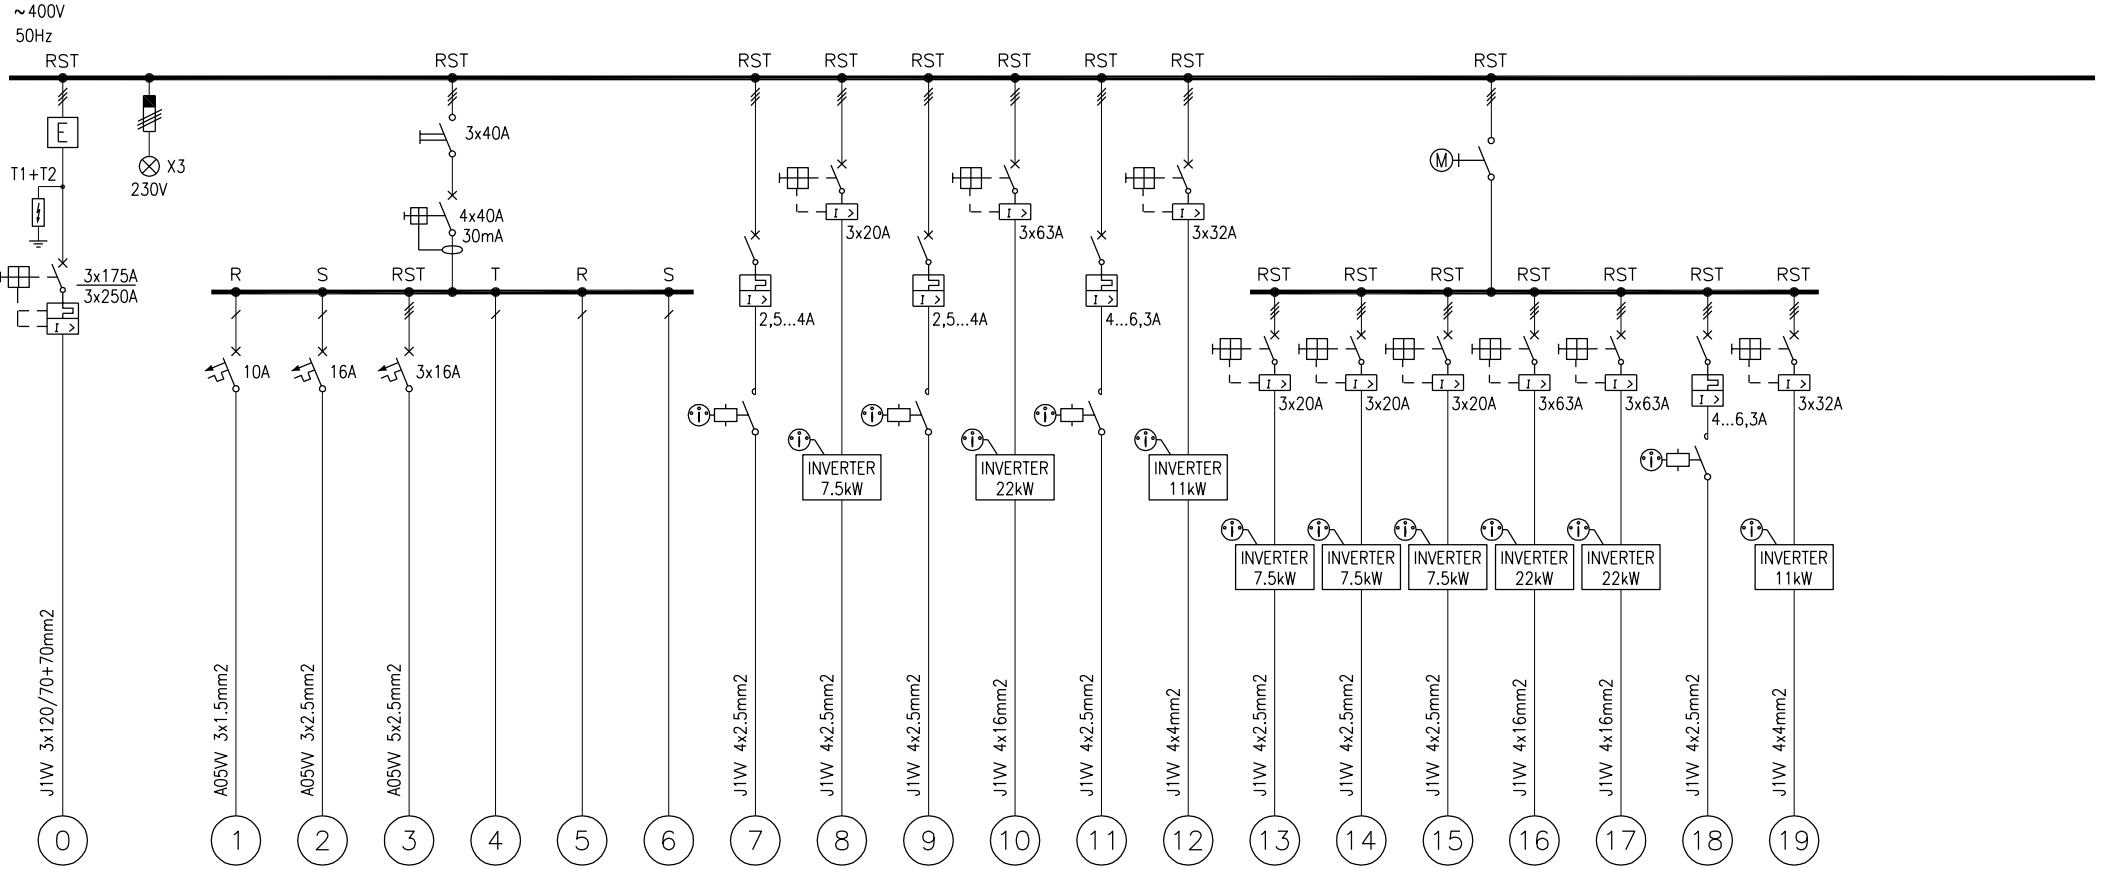 ~400V
50Hz
RST
RST
RST
RST
RST
RST
RST
RST
RST
E
3x40A
T1+T2
X3
230V
M
4x40A
30mA
3x20A
3x63A
3x32A
3x175A
3x250A
I >
R
S
RST
T
R
S
I >
I >
I >
I >
I >
I >
RST
RST
RST
RST
RST
RST
RST
2,5...4A
2,5...4A
4...6,3A
10A
16A
3x16A
I >
I >
I >
I >
I >
I >
I >
3x20A
3x20A
3x20A
3x63A
3x63A
4...6,3A
3x32A
i
i
i
i
i
i
i
INVERTER
7.5kW
INVERTER
22kW
INVERTER
11kW
i
i
i
i
i
i
INVERTER
7.5kW
INVERTER
7.5kW
INVERTER
7.5kW
INVERTER
22kW
INVERTER
22kW
INVERTER
11kW
J1W 3x120/70+70mm2
A05W 3x1.5mm2
A05W 3x2.5mm2
A05W 5x2.5mm2
J1W 4x2.5mm2
J1W 4x2.5mm2
J1W 4x2.5mm2
J1W 4x16mm2
J1W 4x2.5mm2
J1W 4x4mm2
J1W 4x2.5mm2
J1W 4x2.5mm2
J1W 4x2.5mm2
J1W 4x16mm2
J1W 4x16mm2
J1W 4x2.5mm2
J1W 4x4mm2
0
1
2
3
4
5
6
7
8
9
10
11
12
13
14
15
16
17
18
19